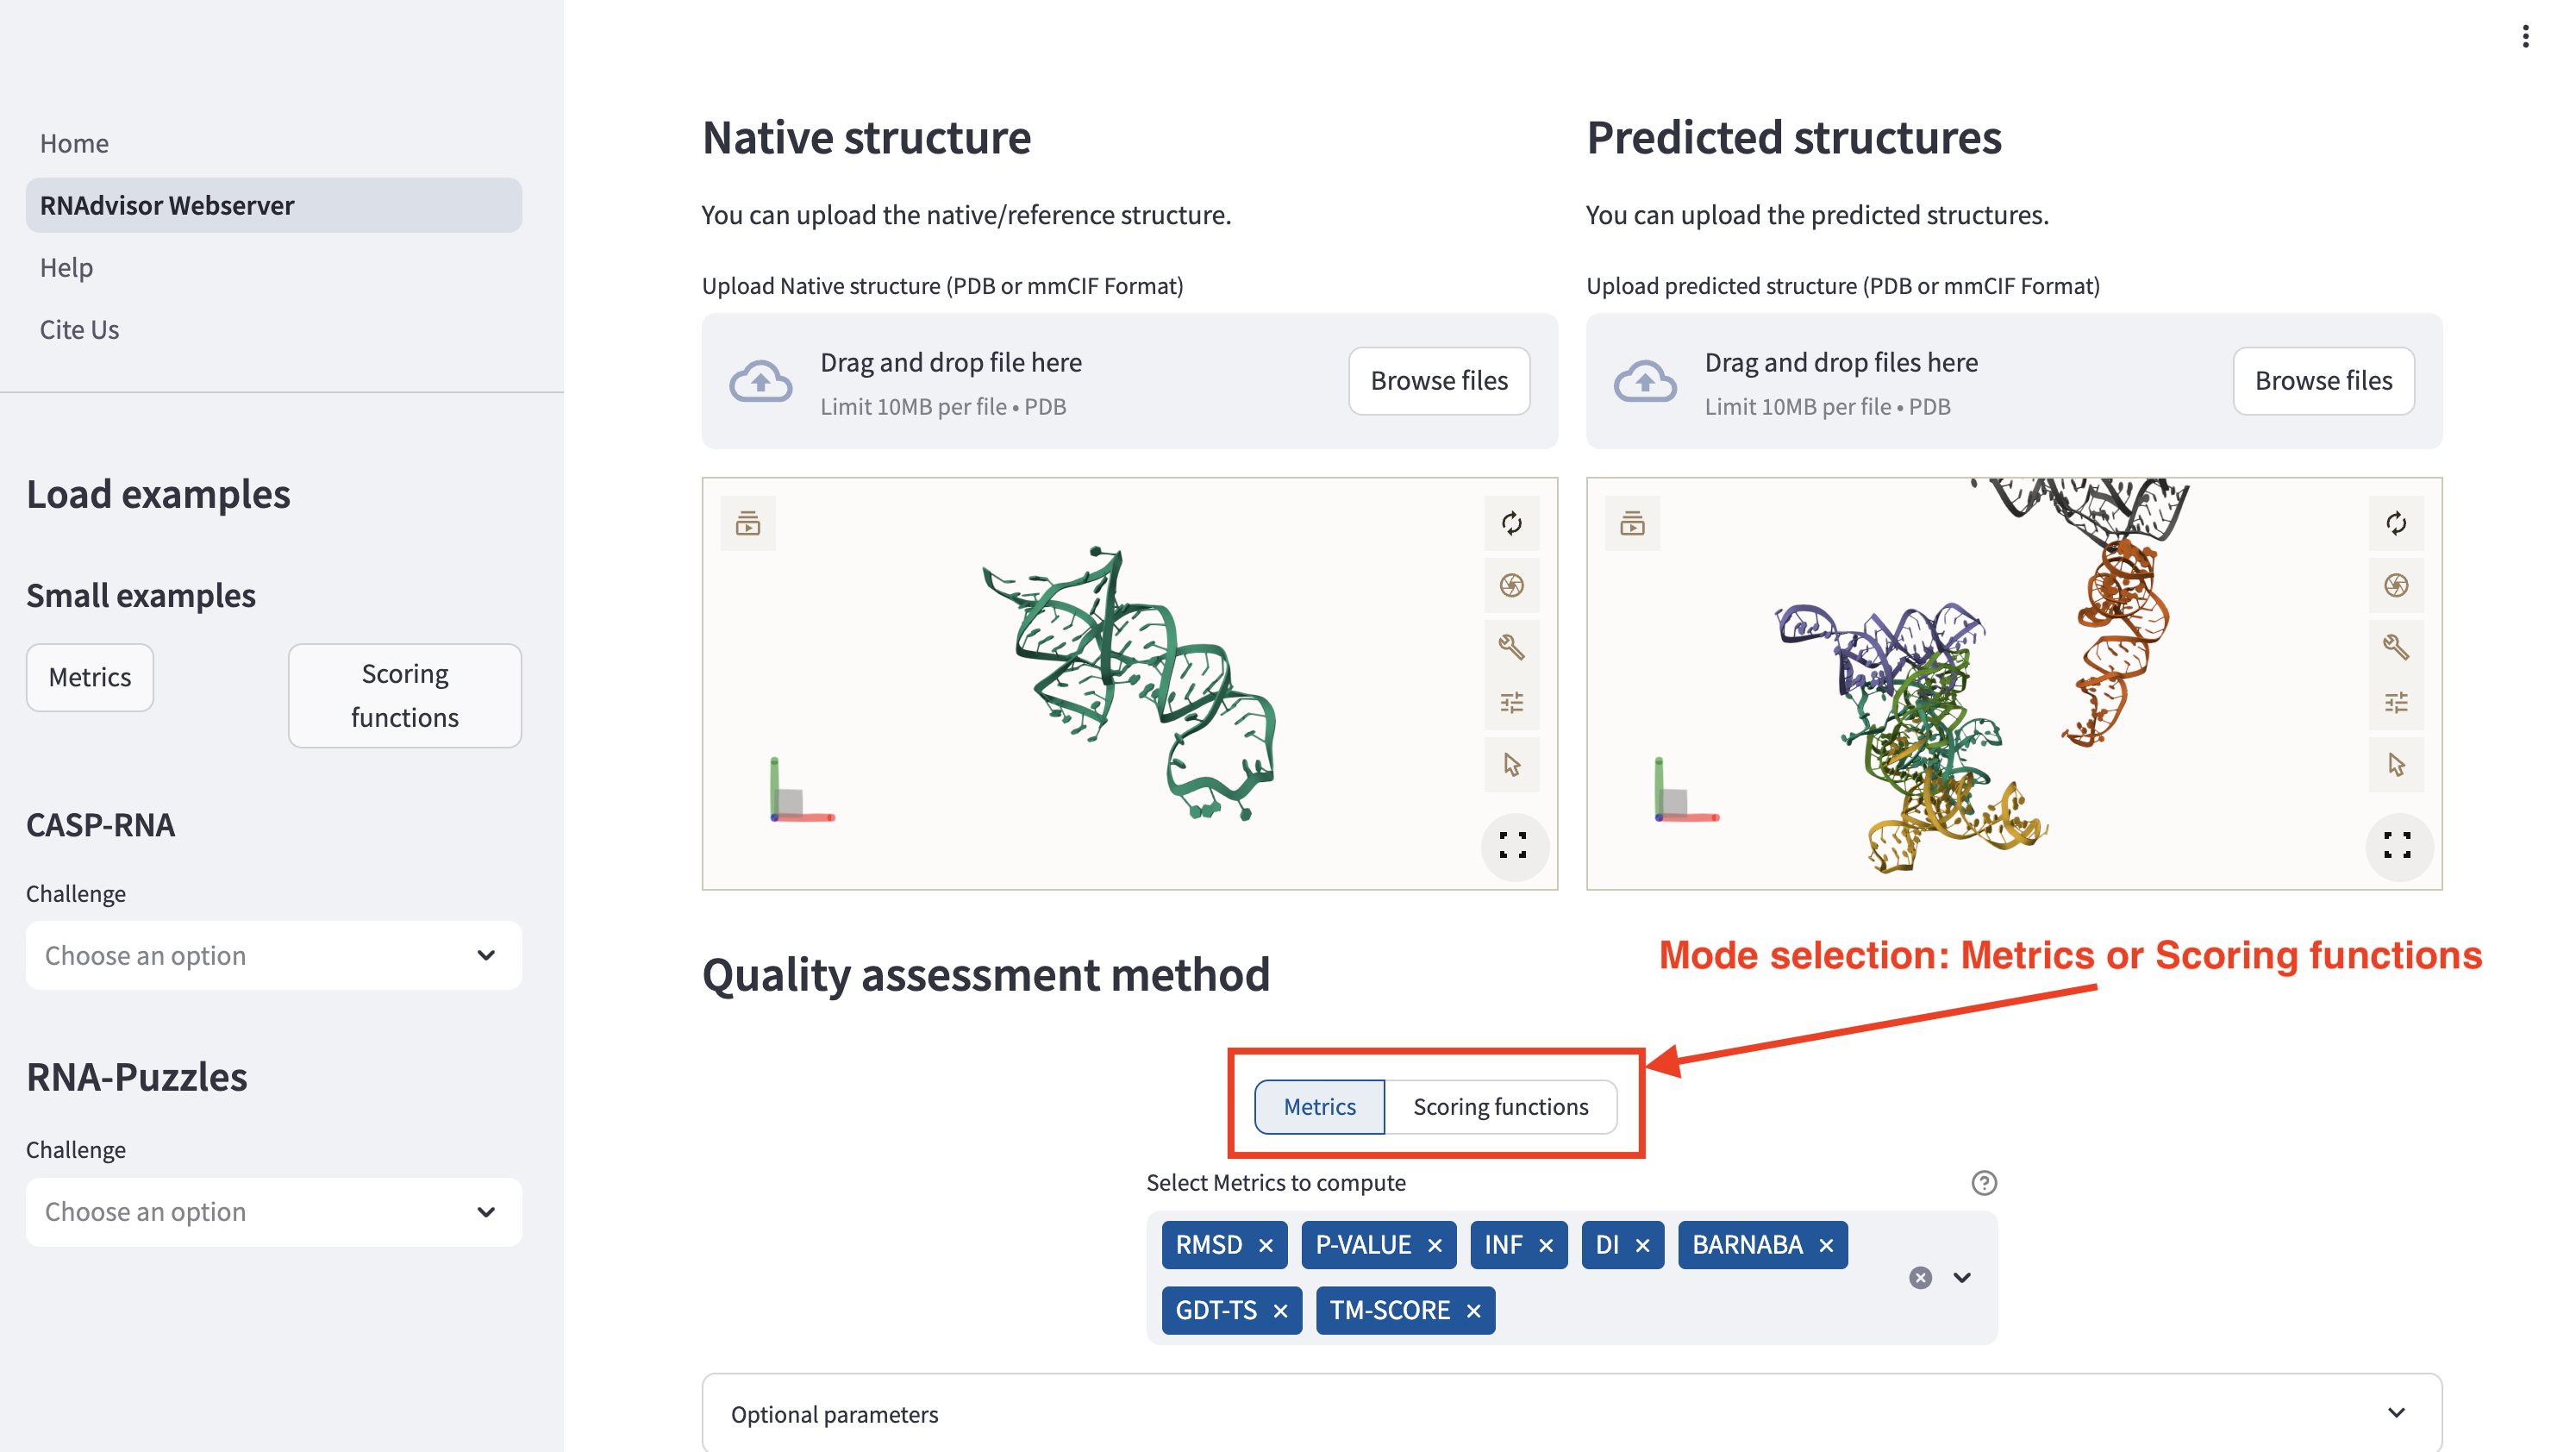 Home
RNAdvisor Webserver
Help
Cite Us
Load examples
Small examples
Metrics
Scoring
functions
CASP-RNA
Challenge
Choose an option
RNA-Puzzles
Challenge
Choose an option
Native structure
You can upload the native/reference structure.
Upload Native structure (PDB or mmCIF Format)
Drag and drop file here
Limit 10MB per file • PDB
Browse files
Predicted structures
You can upload the predicted structures.
Upload predicted structure (PDB or mmCIF Format)
Drag and drop files here
Limit 10MB per file • PDB
Browse files
Quality assessment method
Mode selection: Metrics or Scoring functions
Metrics
Scoring functions
Select Metrics to compute
RMSD × P-VALUE × INF × DI × BARNABA ×
GDT-TS × TM-SCORE ×
Optional parameters